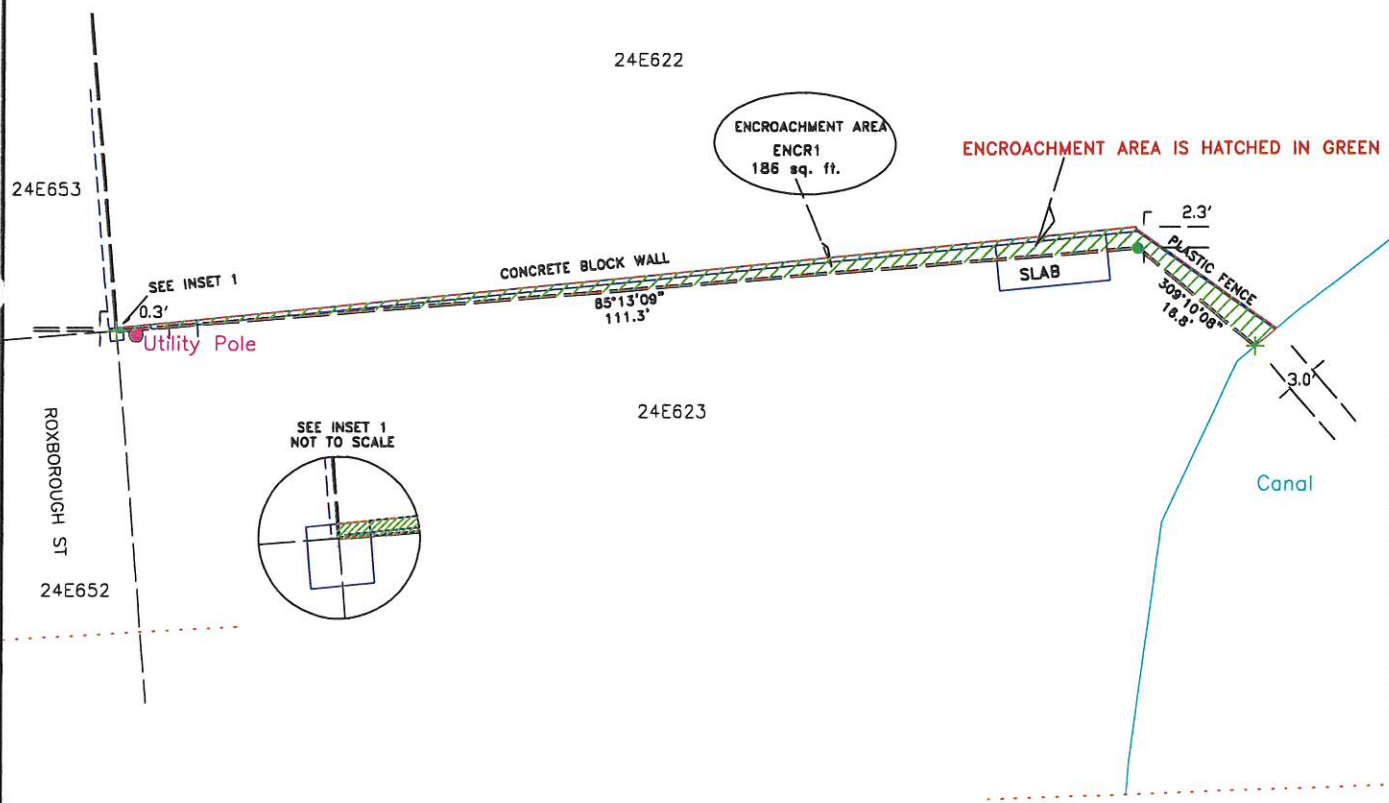 24E622
ENCROACHMENT AREA
ENCR1
186 sq. ft.
ENCROACHMENT AREA IS HATCHED IN GREEN
24E653
2.3'
PLASTIC FENCE
309°10'08"
18.8'
SEE INSET 1
0.3'
CONCRETE BLOCK WALL
85°13'09"
111.3'
SLAB
Utility Pole
3.0'
24E623
ROXBOROUGH ST
SEE INSET 1
NOT TO SCALE
Canal
24E652